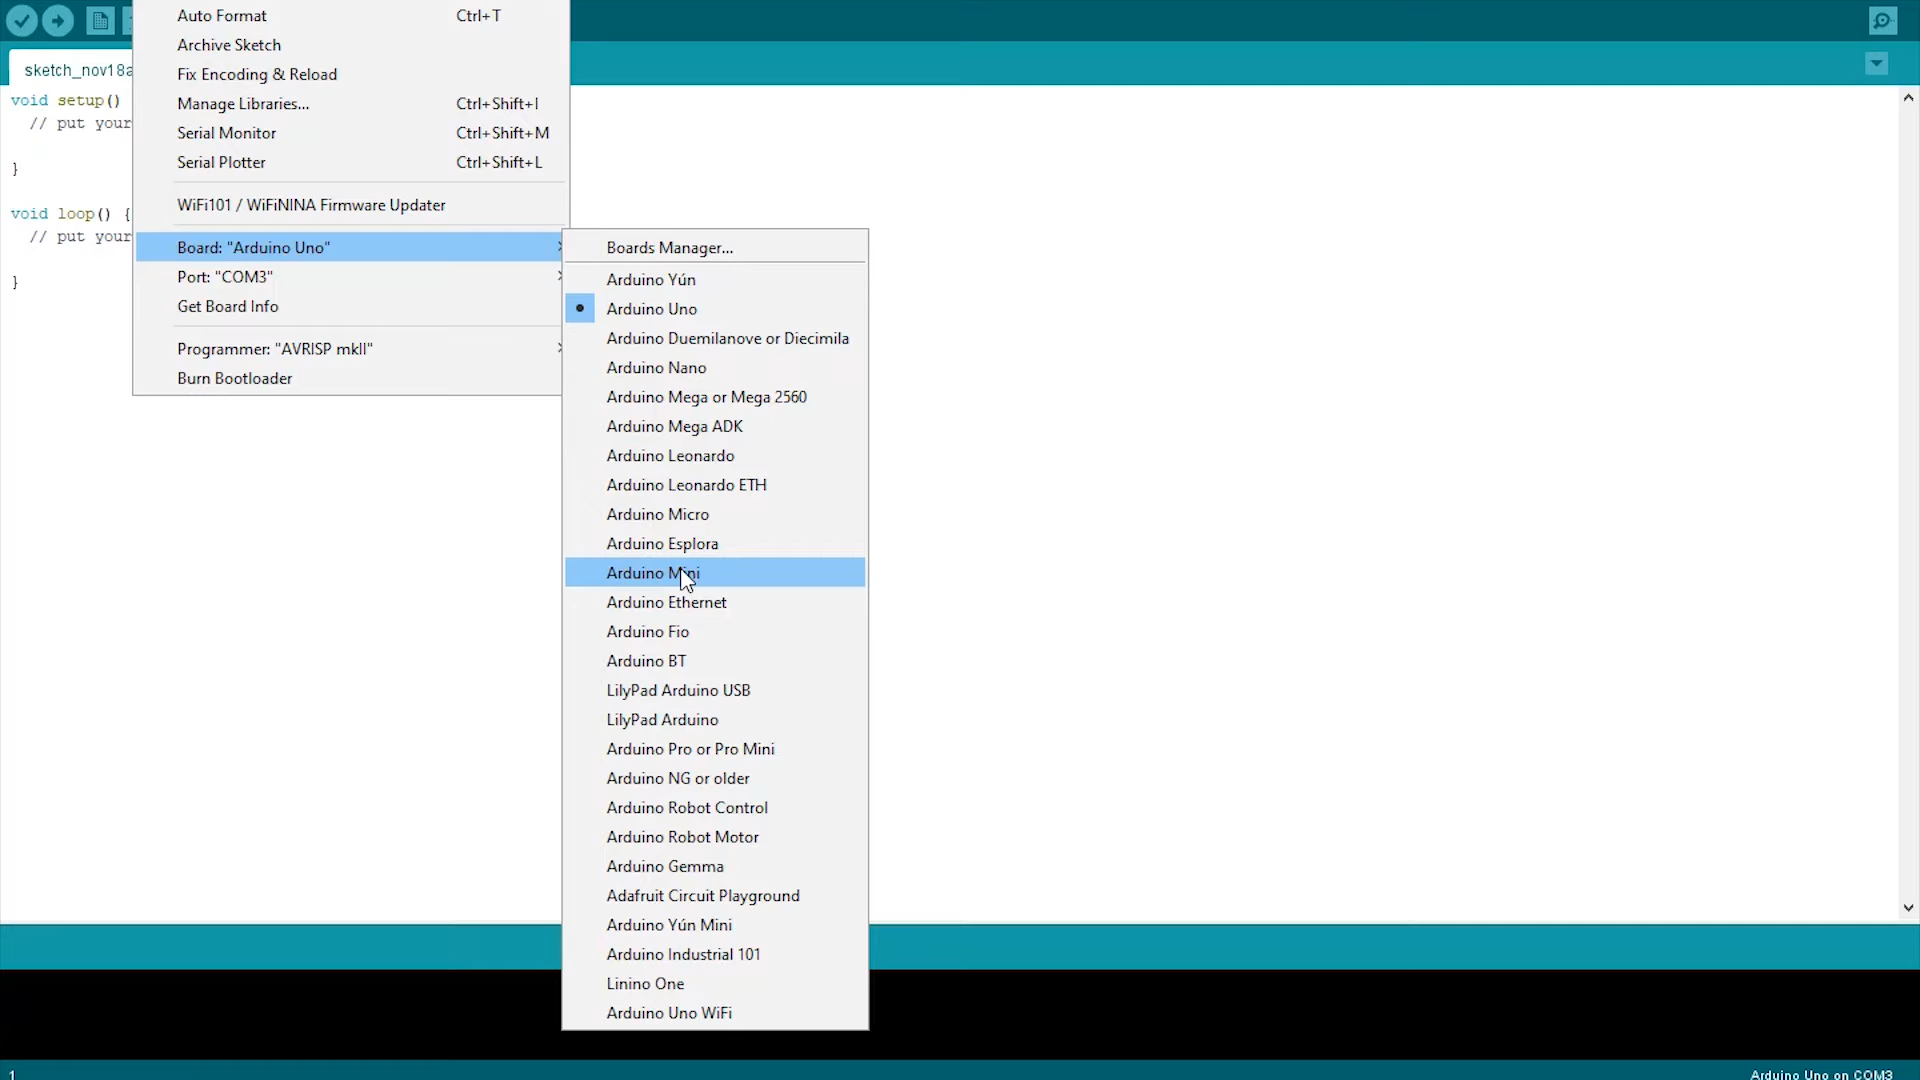 Auto Format Ctrl+T
Archive Sketch
Fix Encoding & Reload
Manage Libraries... Ctrl+Shift+I
Serial Monitor Ctrl+Shift+M
Serial Plotter Ctrl+Shift+L
WiFi101 / WiFiNINA Firmware Updater
Board: "Arduino Uno"
Port: "COM3"
Get Board Info
Programmer: "AVRISP mkII"
Burn Bootloader
sketch_nov18a
void setup()
// put your
}
void loop() {
// put your
}
Boards Manager...
Arduino Yún
Arduino Uno
Arduino Duemilanove or Diecimila
Arduino Nano
Arduino Mega or Mega 2560
Arduino Mega ADK
Arduino Leonardo
Arduino Leonardo ETH
Arduino Micro
Arduino Esplora
Arduino Mini
Arduino Ethernet
Arduino Fio
Arduino BT
LilyPad Arduino USB
LilyPad Arduino
Arduino Pro or Pro Mini
Arduino NG or older
Arduino Robot Control
Arduino Robot Motor
Arduino Gemma
Adafruit Circuit Playground
Arduino Yún Mini
Arduino Industrial 101
Linino One
Arduino Uno WiFi
1 Arduino Uno on COM3